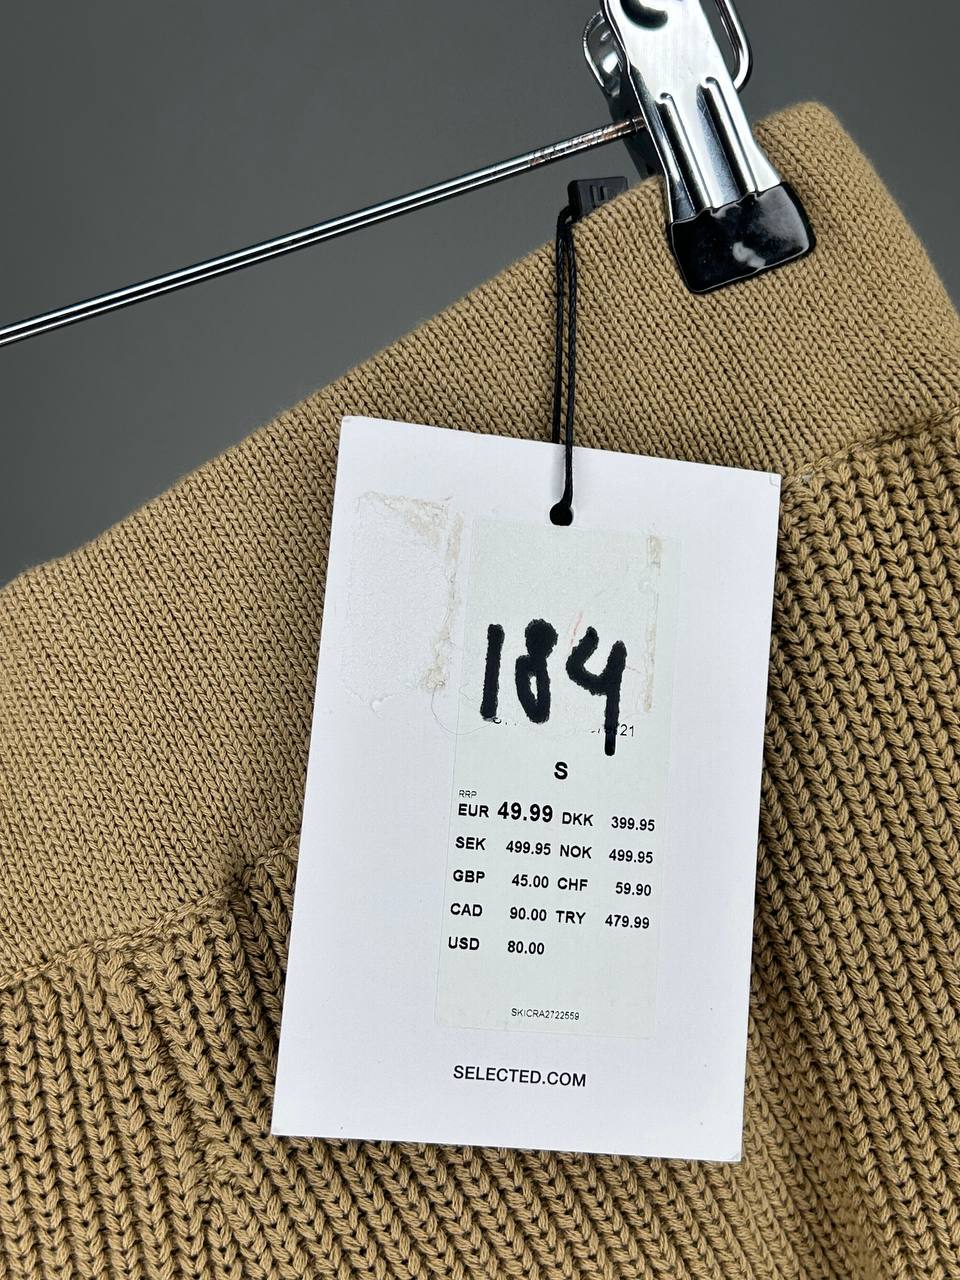 184
21
S
RRP
EUR 49.99 DKK 399.95
SEK 499.95 NOK 499.95
GBP 45.00 CHF 59.90
CAD 90.00 TRY 479.99
USD 80.00
SKICRA2722559
SELECTED.COM